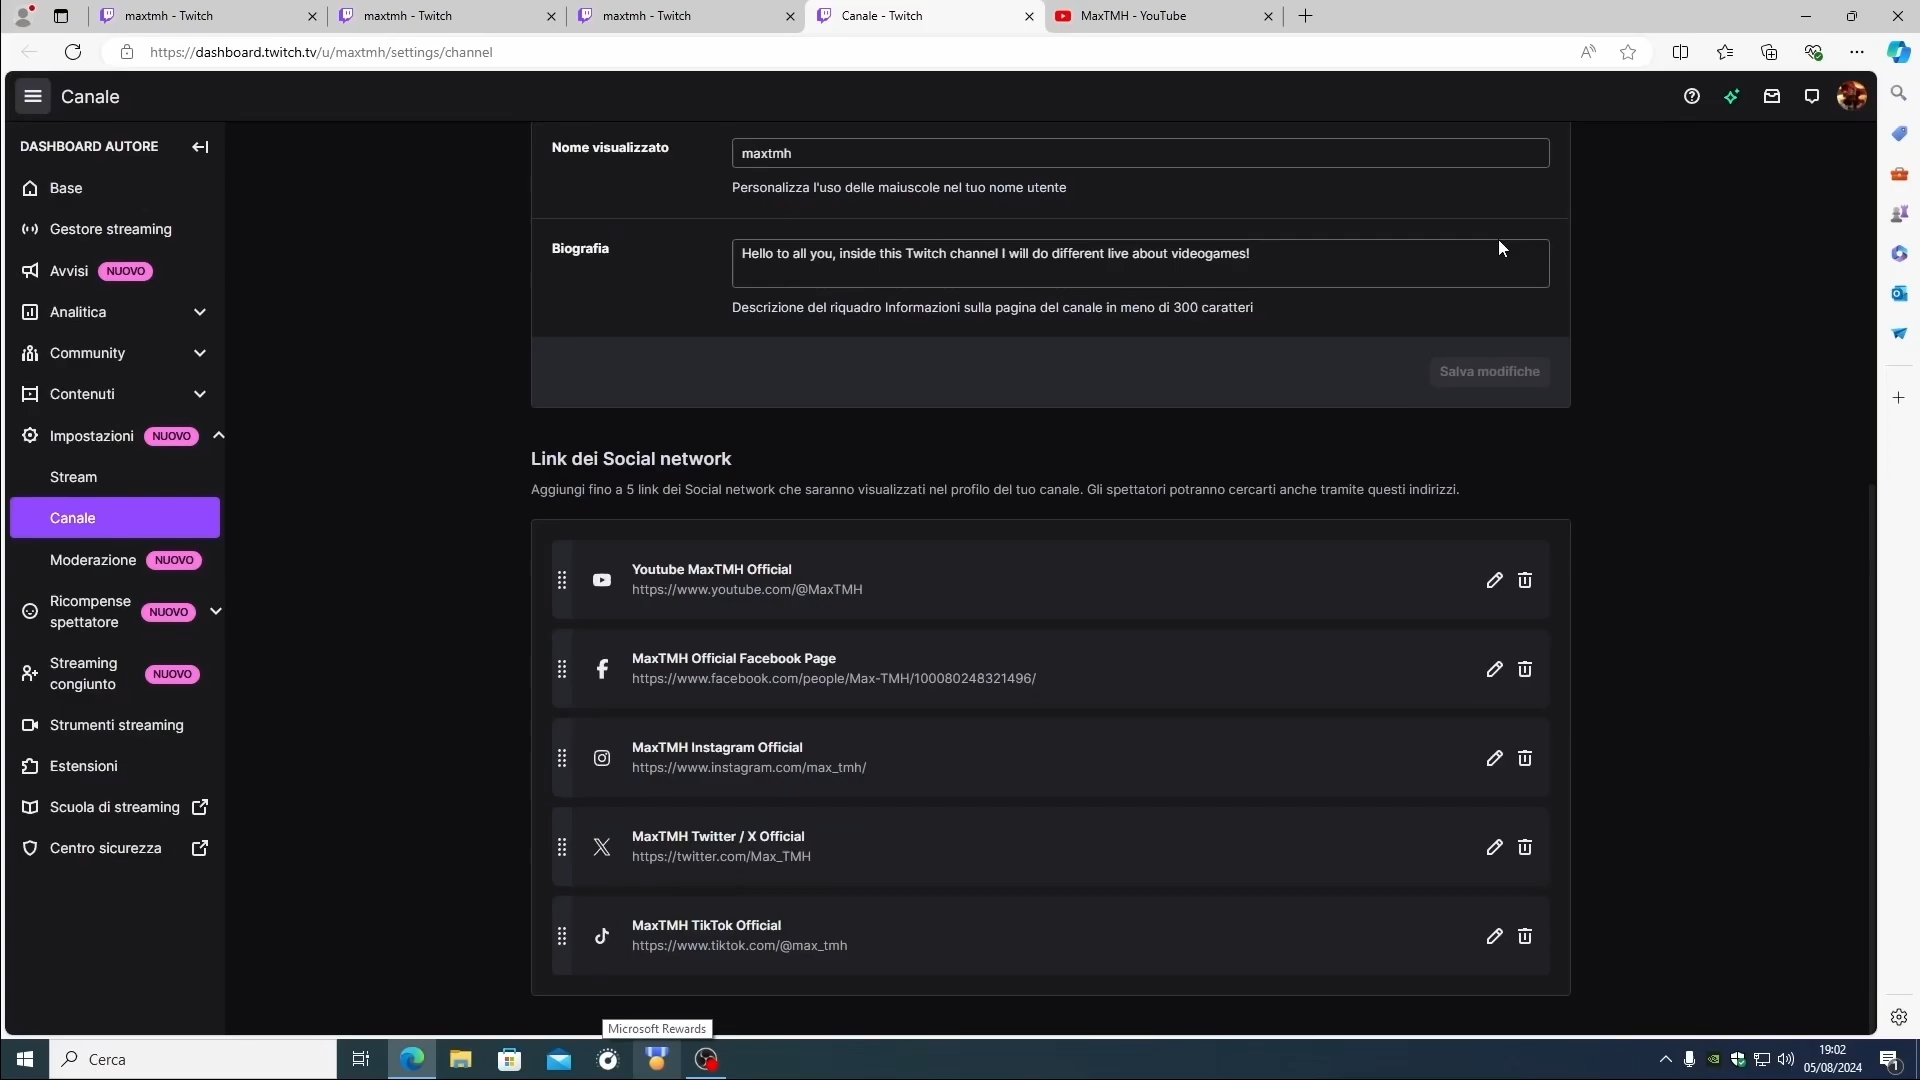 maxtmh - Twitch
maxtmh - Twitch
maxtmh - Twitch
Canale - Twitch
MaxTMH - YouTube
https://dashboard.twitch.tv/u/maxtmh/settings/channel
Canale
DASHBOARD AUTORE
Base
Gestore streaming
Avvisi NUOVO
Analitica
Community
Contenuti
Impostazioni NUOVO
Stream
Canale
Moderazione NUOVO
Ricompense
spettatore NUOVO
Streaming
congiunto NUOVO
Strumenti streaming
Estensioni
Scuola di streaming
Centro sicurezza
Nome visualizzato
maxtmh
Personalizza l'uso delle maiuscole nel tuo nome utente
Biografia
Hello to all you, inside this Twitch channel I will do different live about videogames!
Descrizione del riquadro Informazioni sulla pagina del canale in meno di 300 caratteri
Salva modifiche
Link dei Social network
Aggiungi fino a 5 link dei Social network che saranno visualizzati nel profilo del tuo canale. Gli spettatori potranno cercarti anche tramite questi indirizzi.
Youtube MaxTMH Official
https://www.youtube.com/@MaxTMH
MaxTMH Official Facebook Page
https://www.facebook.com/people/Max-TMH/100080248321496/
MaxTMH Instagram Official
https://www.instagram.com/max_tmh/
MaxTMH Twitter / X Official
https://twitter.com/Max_TMH
MaxTMH TikTok Official
https://www.tiktok.com/@max_tmh
Microsoft Rewards
Cerca
19:02
05/08/2024
1